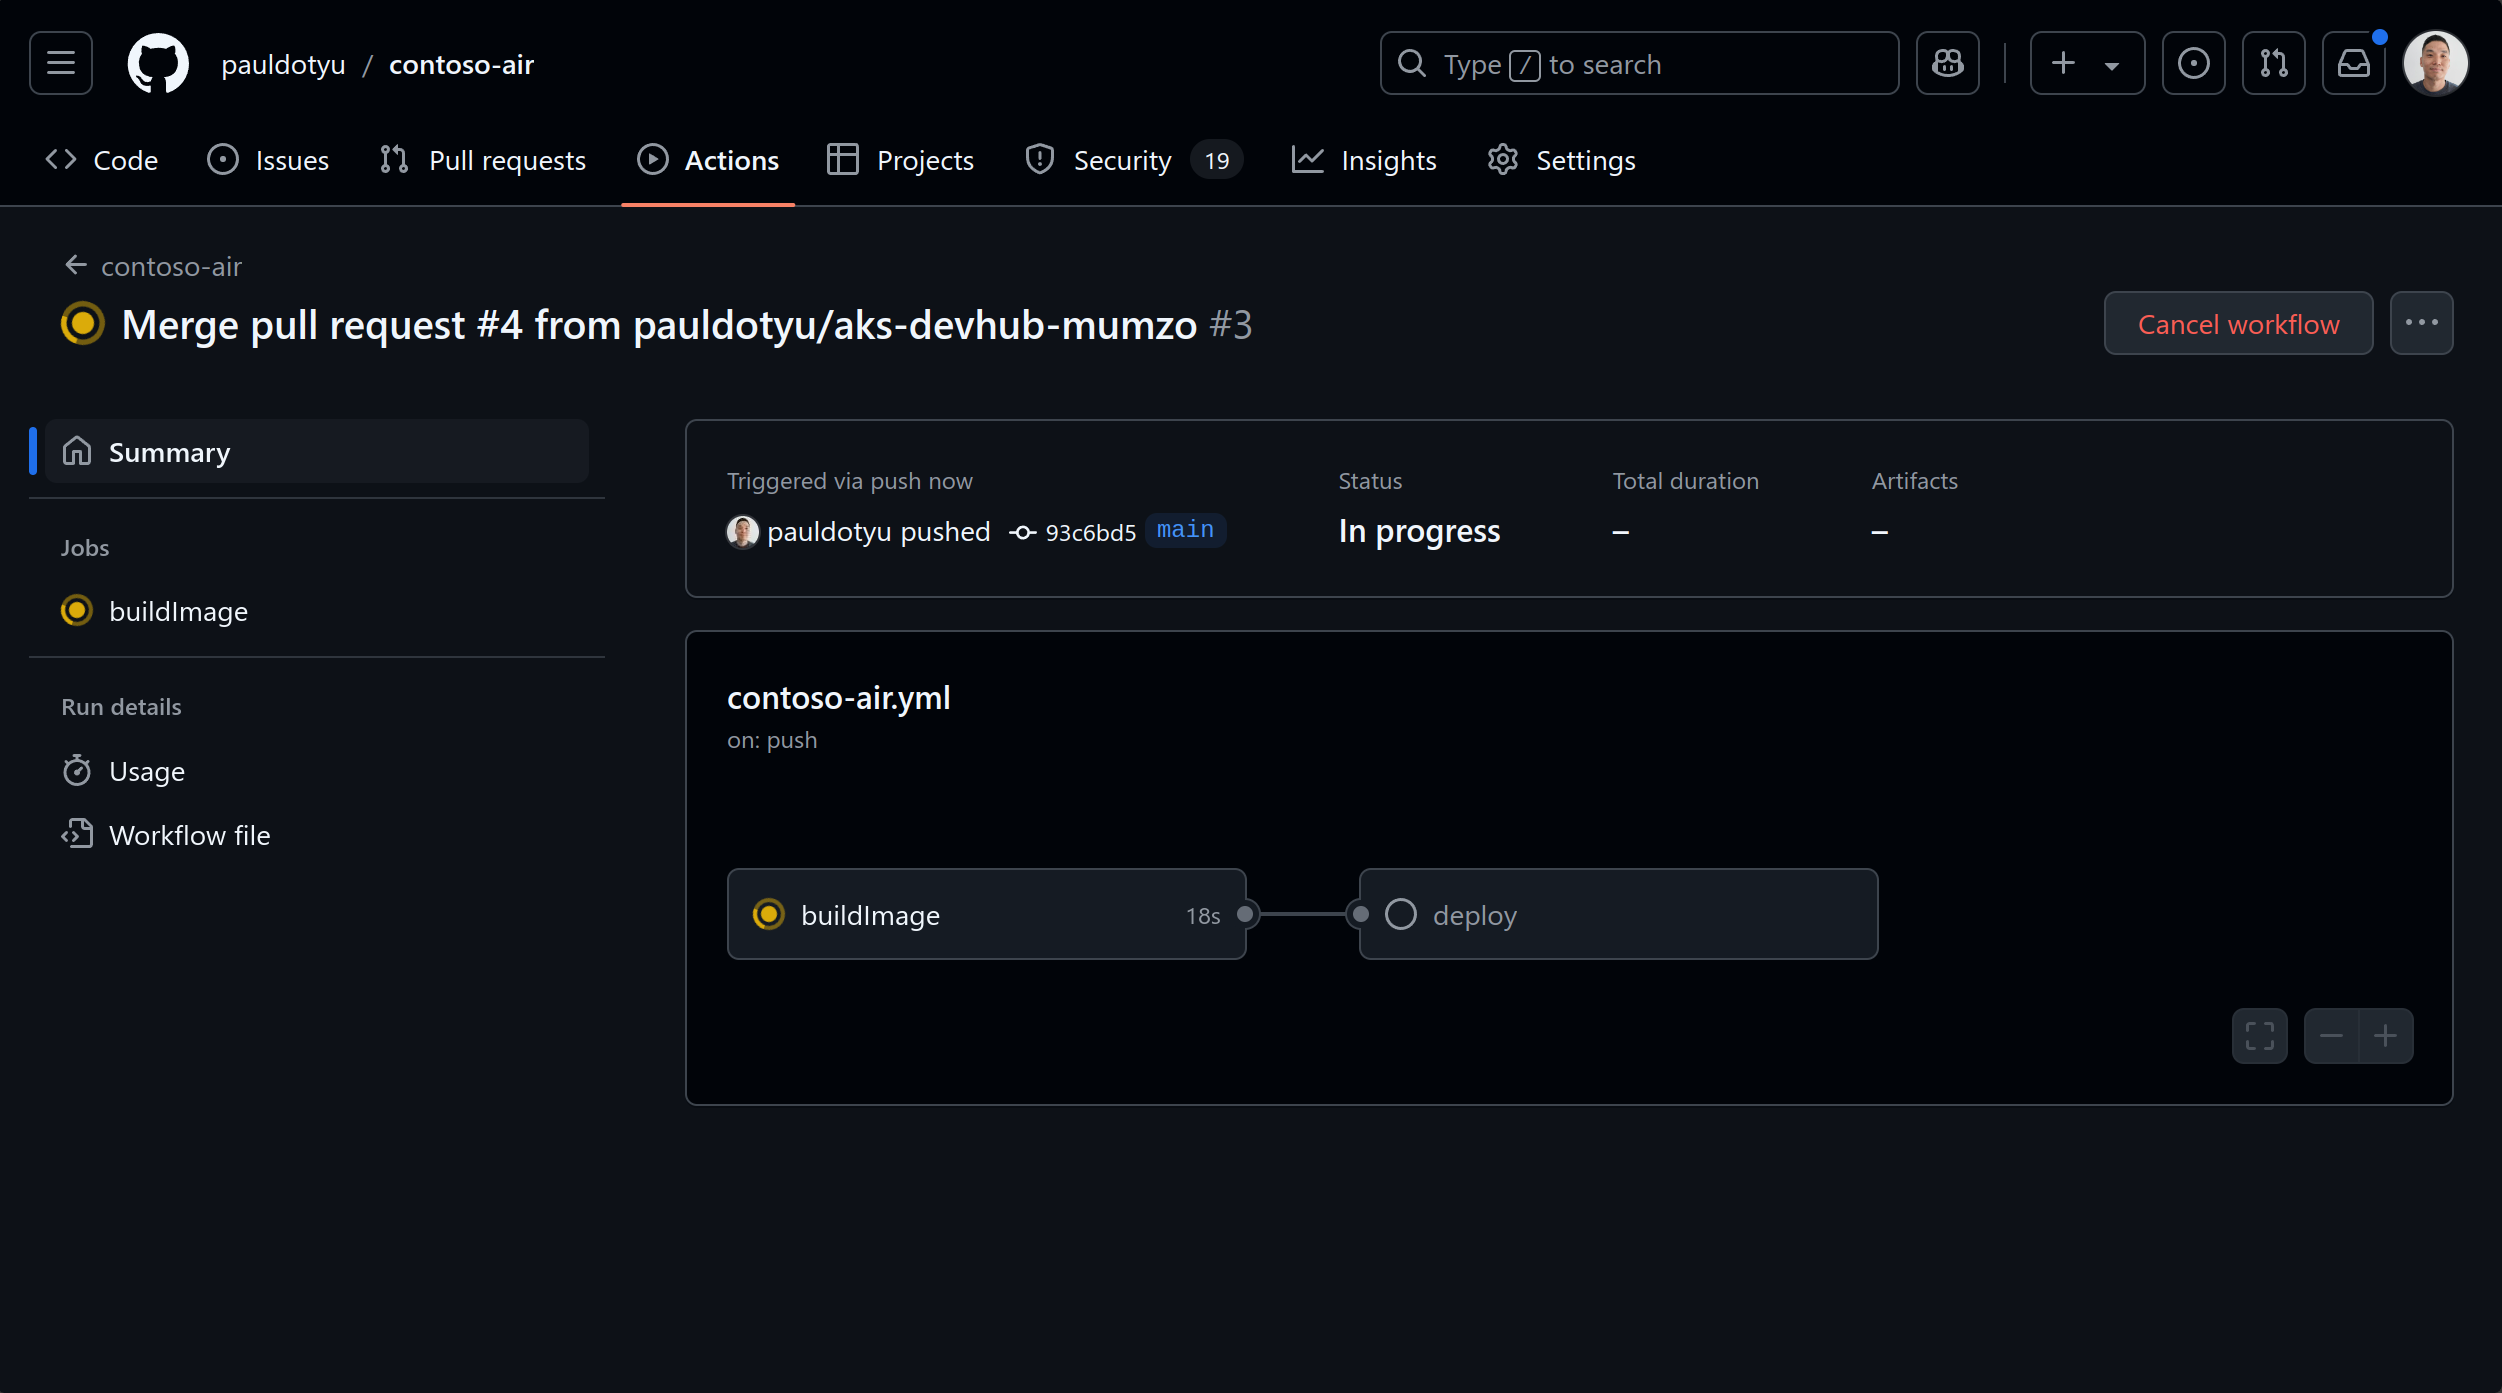 pauldotyu / contoso-air
Type / to search
Code
Issues
Pull requests
Actions
Projects
Security 19
Insights
Settings
contoso-air
Merge pull request #4 from pauldotyu/aks-devhub-mumzo #3
Cancel workflow
Summary
Jobs
buildImage
Run details
Usage
Workflow file
Triggered via push now
pauldotyu pushed 93c6bd5 main
Status
In progress
Total duration
–
Artifacts
–
contoso-air.yml
on: push
buildImage 18s
deploy